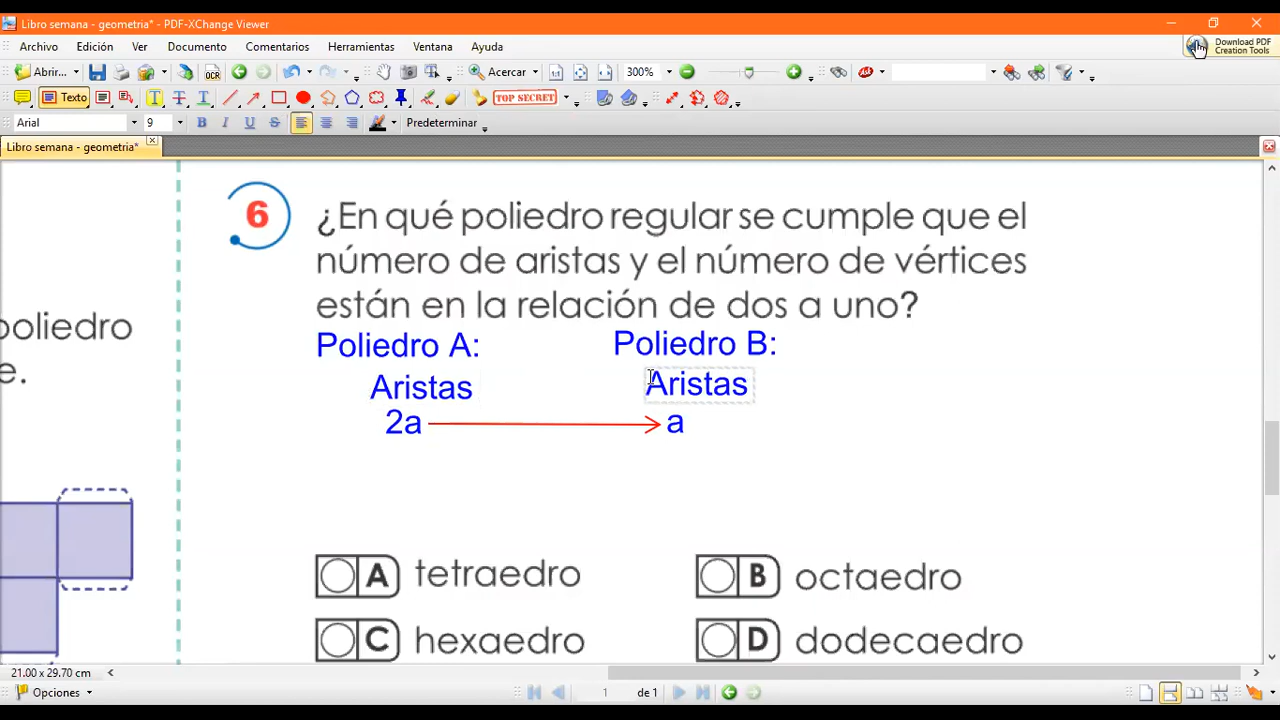 Libro semana - geometria* - PDF-XChange Viewer
Archivo Edición Ver Documento Comentarios Herramientas Ventana Ayuda
Download PDF
Creation Tools
Abrir... OCR Acercar 300%
Texto TOP SECRET
Arial 9 B I U S Predeterminar
Libro semana - geometria*
6
¿En qué poliedro regular se cumple que el
número de aristas y el número de vértices
están en la relación de dos a uno?
poliedro
e.
Poliedro A: Poliedro B:
Aristas Aristas
2a a
A tetraedro B octaedro
C hexaedro D dodecaedro
21.00 x 29.70 cm
Opciones 1 de 1